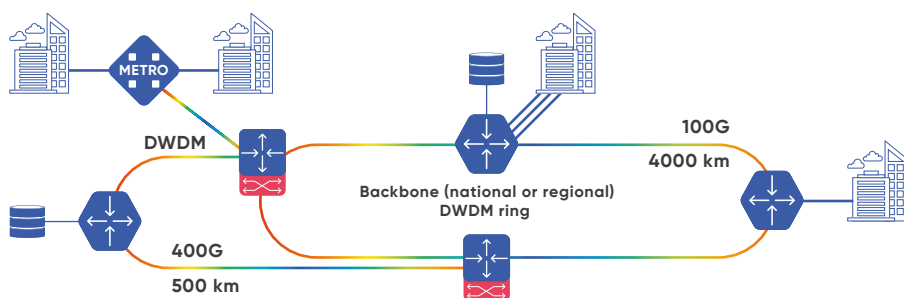 METRO
DWDM
100G
4000 km
Backbone (national or regional)
DWDM ring
400G
500 km